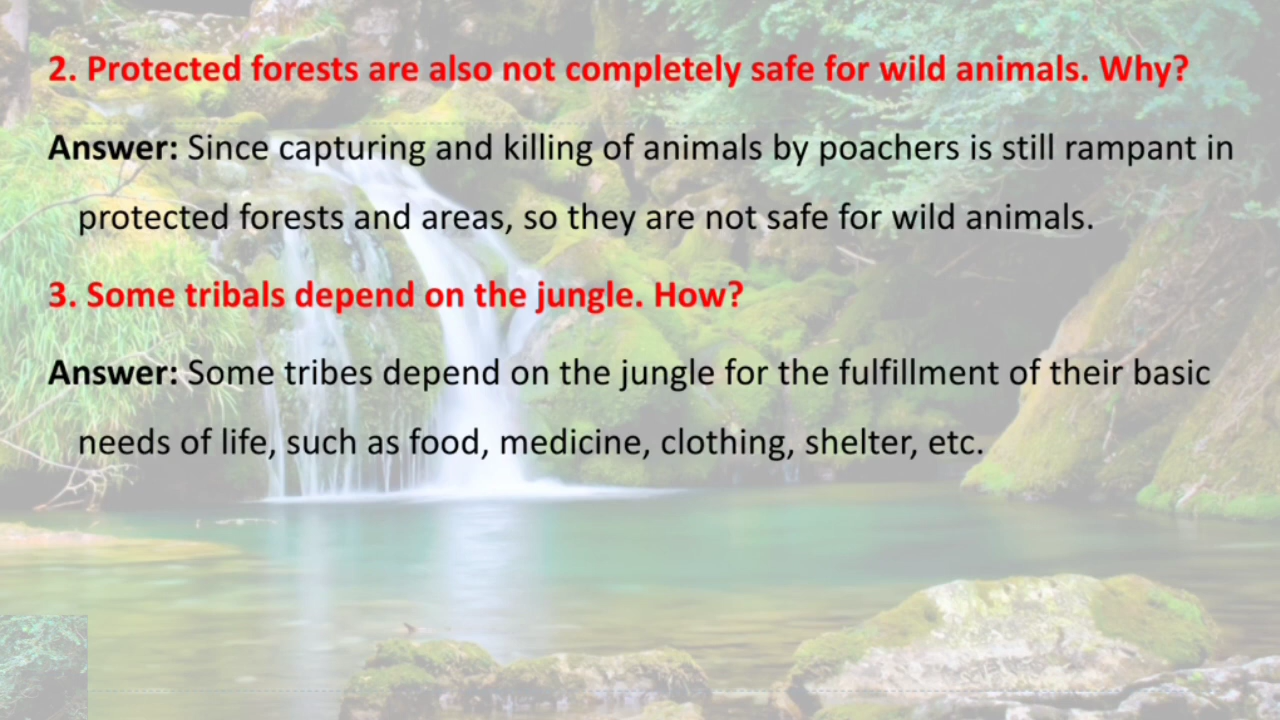 2. Protected forests are also not completely safe for wild animals. Why?
Answer: Since capturing and killing of animals by poachers is still rampant in
protected forests and areas, so they are not safe for wild animals.
3. Some tribals depend on the jungle. How?
Answer: Some tribes depend on the jungle for the fulfillment of their basic
needs of life, such as food, medicine, clothing, shelter, etc.